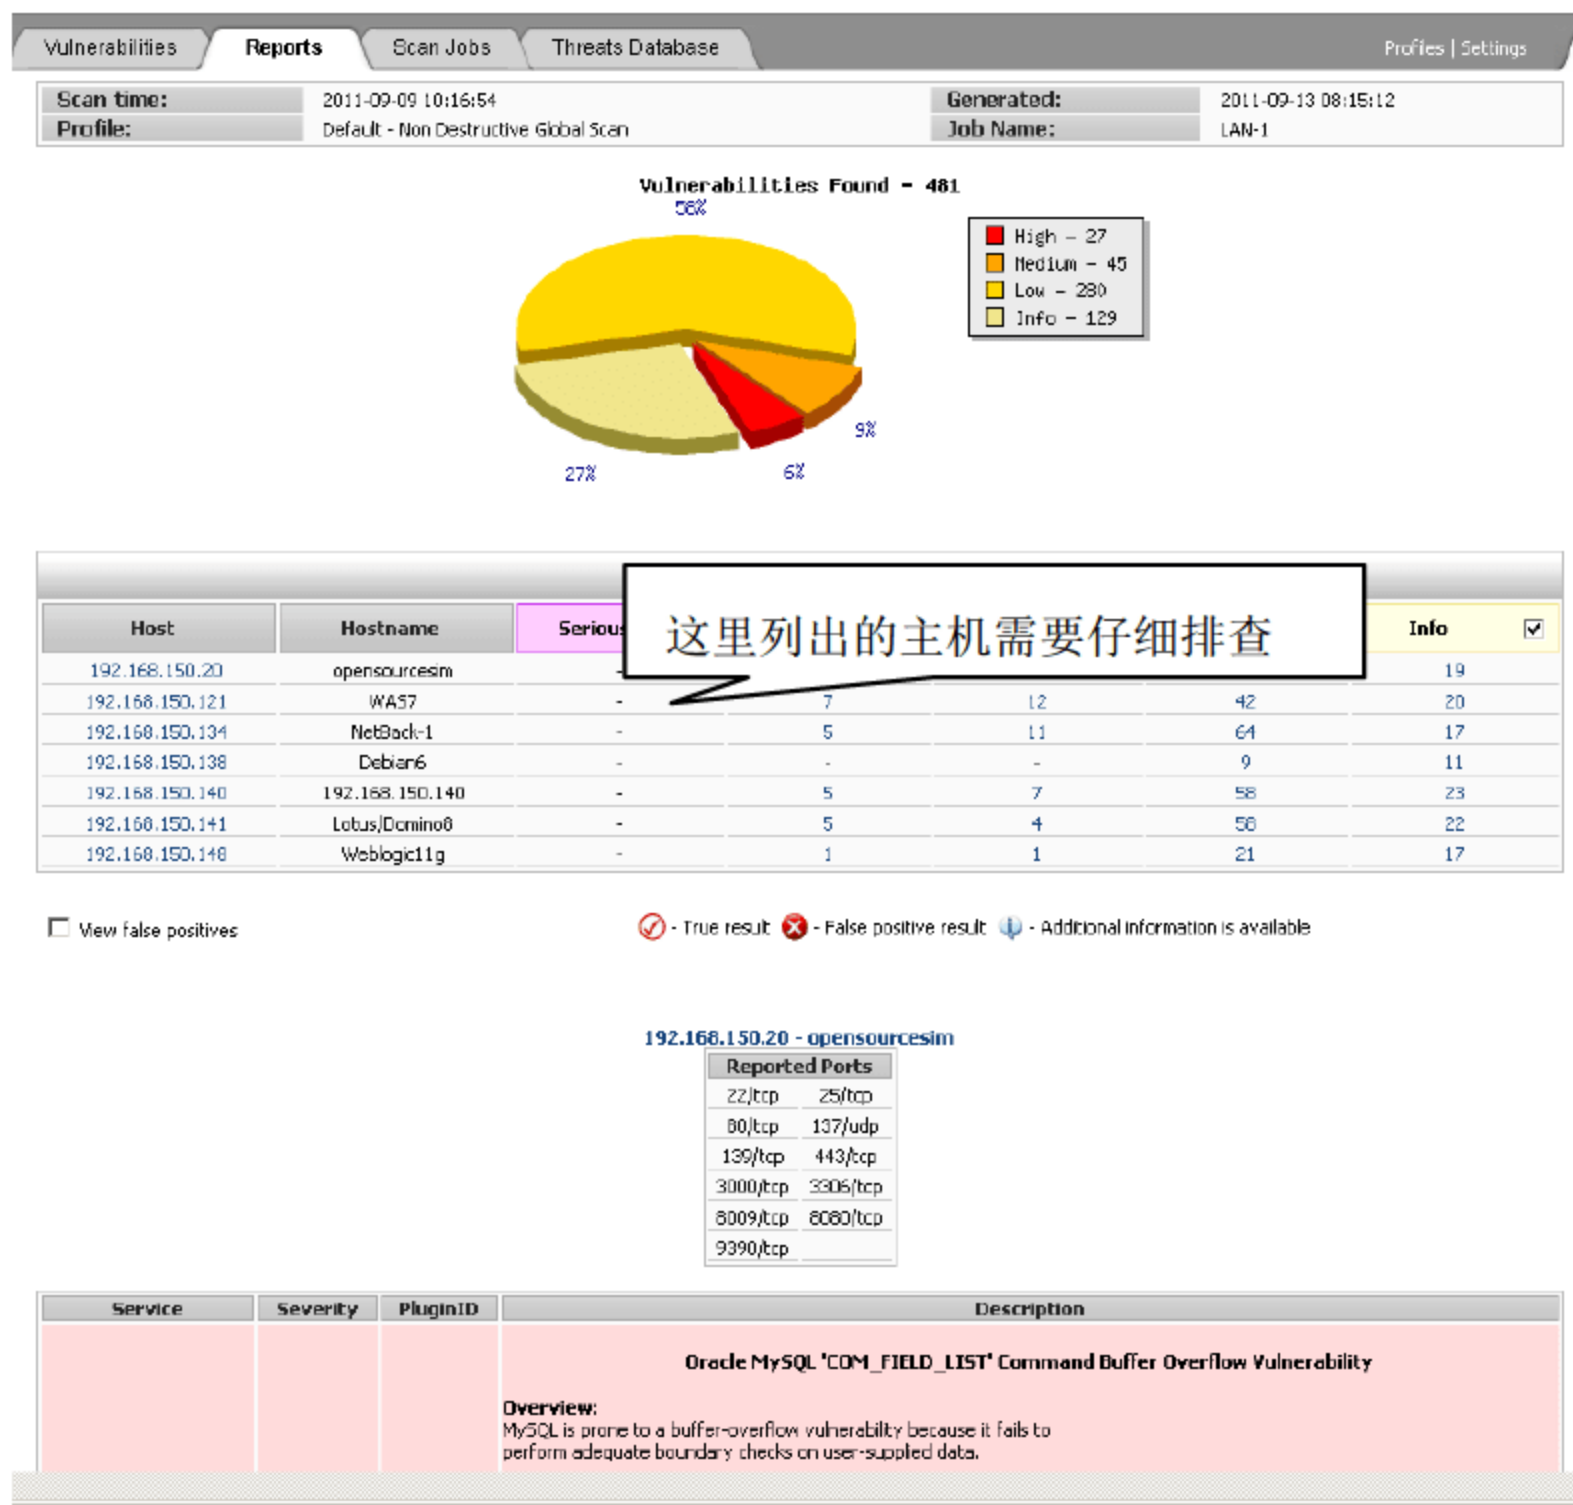 Vulnerabilities Reports Scan Jobs Threats Database Profiles | Settings
Scan time: 2011-09-09 10:16:54 Generated: 2011-09-13 08:15:12
Profile: Default - Non Destructive Global Scan Job Name: LAN-1
Vulnerabilities Found - 481
58%
High - 27
Medium - 45
Low - 280
Info - 129
9%
27% 6%
这里列出的主机需要仔细排查
Host Hostname Serious Info
192.168.150.20 opensourcesim - 19
192.168.150.121 WAS7 - 7 12 42 20
192.168.150.134 NetBack-1 - 5 11 64 17
192.168.150.138 Debian6 - - - 9 11
192.168.150.140 192.168.150.140 - 5 7 58 23
192.168.150.141 Lotus/Domino8 - 5 4 58 22
192.168.150.148 Weblogic11g - 1 1 21 17
View false positives - True result - False positive result - Additional information is available
192.168.150.20 - opensourcesim
Reported Ports
22/tcp 25/tcp
80/tcp 137/udp
139/tcp 443/tcp
3000/tcp 3306/tcp
8009/tcp 8080/tcp
9390/tcp
Service Severity PluginID Description
Oracle MySQL 'COM_FIELD_LIST' Command Buffer Overflow Vulnerability
Overview:
MySQL is prone to a buffer-overflow vulnerability because it fails to
perform adequate boundary checks on user-supplied data.